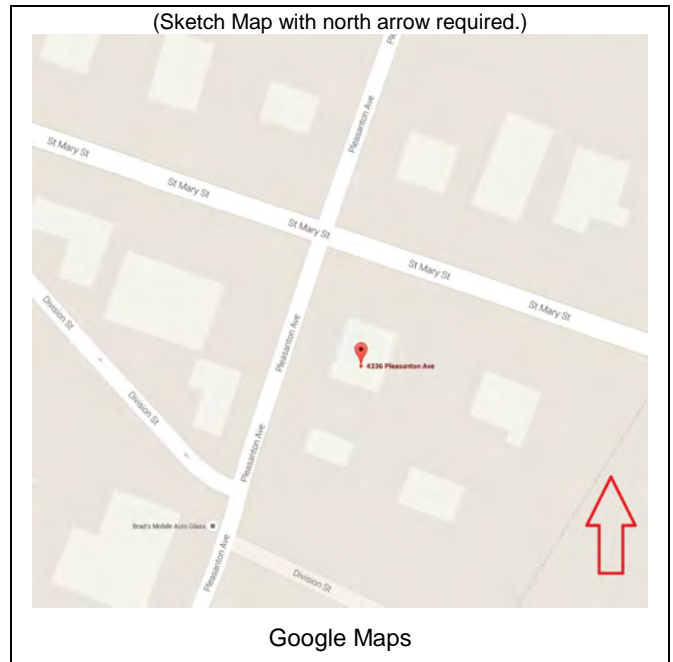 (Sketch Map with north arrow required.)
Ple
Pleasanton Ave
St Mary St
St Mary St
St Mary St
St Mary St
St Mary St
Division St
Pleasanton Ave
4336 Pleasanton Ave
Division St
Pleasanton Ave
Brad's Mobile Auto Glass
Pleasanton Ave
Division St
Google Maps